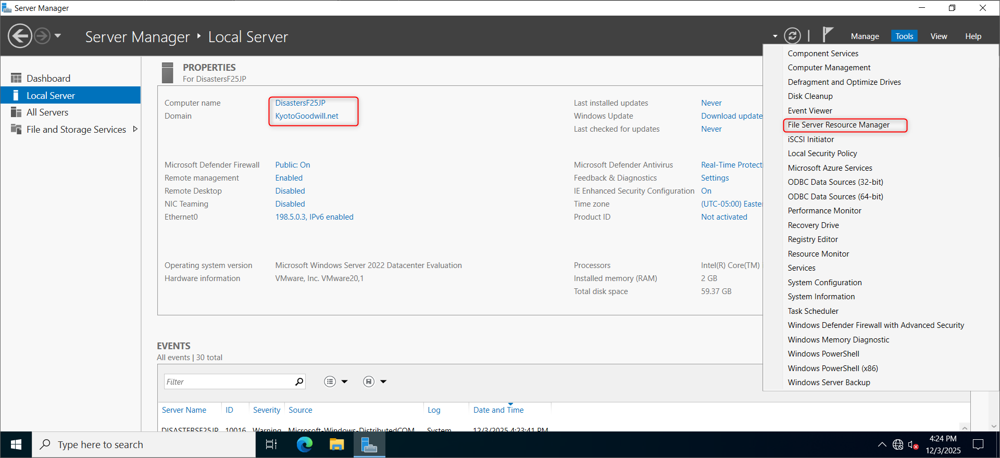 Server Manager
Server Manager ‣ Local Server
Manage Tools View Help
Dashboard
Local Server
All Servers
File and Storage Services
PROPERTIES
For DisastersF25JP
Computer name DisastersF25JP
Domain KyotoGoodwill.net
Last installed updates Never
Windows Update Download update
Last checked for updates Never
Microsoft Defender Firewall Public: On
Remote management Enabled
Remote Desktop Disabled
NIC Teaming Disabled
Ethernet0 198.5.0.3, IPv6 enabled
Microsoft Defender Antivirus Real-Time Protect
Feedback & Diagnostics Settings
IE Enhanced Security Configuration On
Time zone (UTC-05:00) Easte
Product ID Not activated
Operating system version Microsoft Windows Server 2022 Datacenter Evaluation
Hardware information VMware, Inc. VMware20,1
Processors Intel(R) Core(TM)
Installed memory (RAM) 2 GB
Total disk space 59.37 GB
Component Services
Computer Management
Defragment and Optimize Drives
Disk Cleanup
Event Viewer
File Server Resource Manager
iSCSI Initiator
Local Security Policy
Microsoft Azure Services
ODBC Data Sources (32-bit)
ODBC Data Sources (64-bit)
Performance Monitor
Recovery Drive
Registry Editor
Resource Monitor
Services
System Configuration
System Information
Task Scheduler
Windows Defender Firewall with Advanced Security
Windows Memory Diagnostic
Windows PowerShell
Windows PowerShell (x86)
Windows Server Backup
EVENTS
All events | 30 total
Filter
Server Name ID Severity Source Log Date and Time
DISASTERSF25JP 10016 Warning Microsoft-Windows-DistributedCOM System 12/3/2025 4:23:41 PM
Type here to search
4:24 PM
12/3/2025